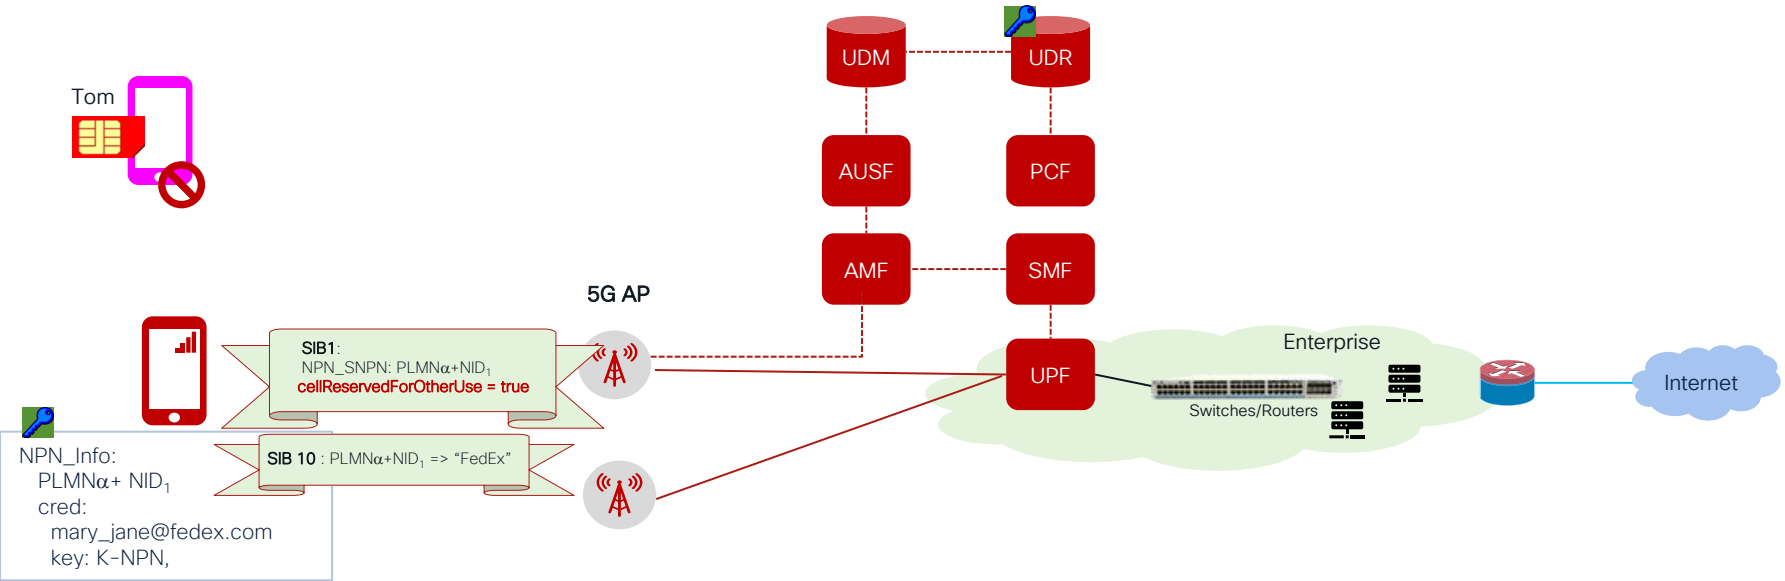 UDM
UDR
Tom
AUSF
PCF
AMF
SMF
5G AP
SIB1:
NPN_SNPN: PLMNα+NID₁
cellReservedForOtherUse = true
Enterprise
UPF
Internet
Switches/Routers
SIB 10 : PLMNα+NID₁ => “FedEx”
NPN_Info:
PLMNα+ NID₁
cred:
mary_jane@fedex.com
key: K-NPN,